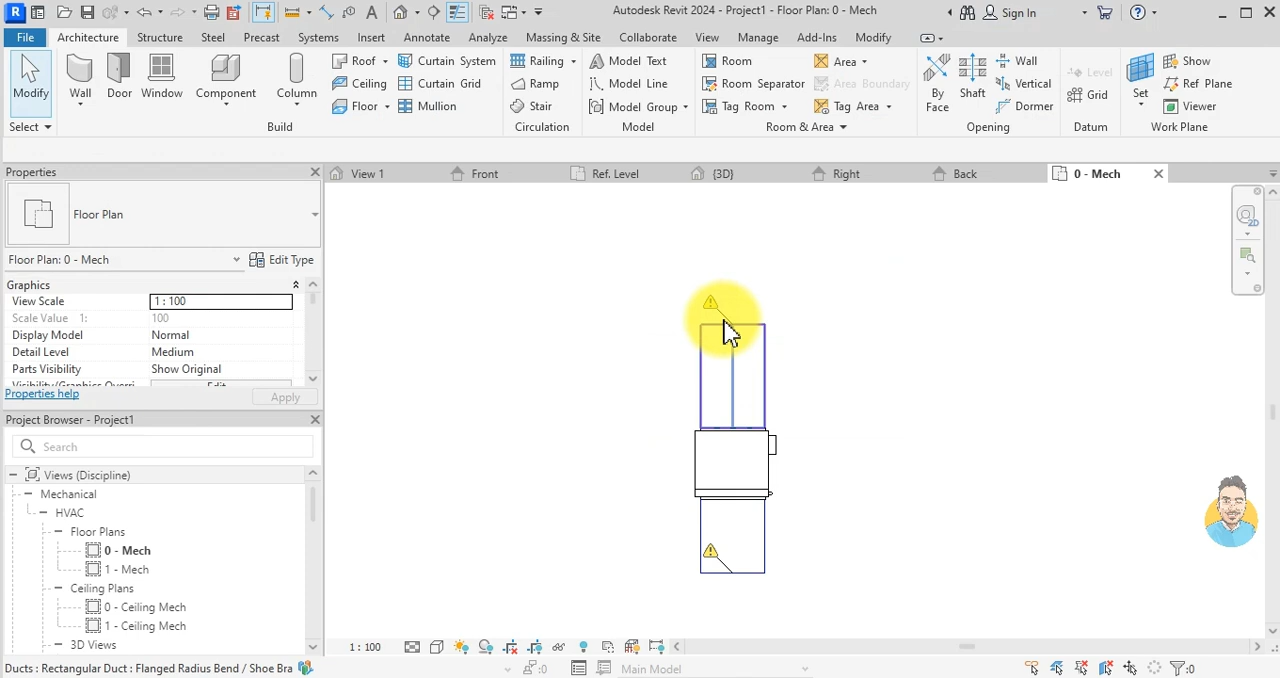 R
Autodesk Revit 2024 - Project1 - Floor Plan: 0 - Mech
Sign In
File Architecture Structure Steel Precast Systems Insert Annotate Analyze Massing & Site Collaborate View Manage Add-Ins Modify
Modify
Wall
Door
Window
Component
Column
Roof
Ceiling
Floor
Curtain System
Curtain Grid
Mullion
Railing
Ramp
Stair
Model Text
Model Line
Model Group
Room
Room Separator
Tag Room
Area
Area Boundary
Tag Area
By Face
Shaft
Wall
Vertical
Dormer
Level
Grid
Set
Show
Ref Plane
Viewer
Select
Build
Circulation
Model
Room & Area
Opening
Datum
Work Plane
Properties
View 1 Front Ref. Level {3D} Right Back 0 - Mech
Floor Plan
Floor Plan: 0 - Mech
Edit Type
Graphics
View Scale 1 : 100
Scale Value 1: 100
Display Model Normal
Detail Level Medium
Parts Visibility Show Original
Properties help
Apply
Project Browser - Project1
Search
Views (Discipline)
Mechanical
HVAC
Floor Plans
0 - Mech
1 - Mech
Ceiling Plans
0 - Ceiling Mech
1 - Ceiling Mech
3D Views
2D
1 : 100
Ducts : Rectangular Duct : Flanged Radius Bend / Shoe Bra
:0
Main Model
:0